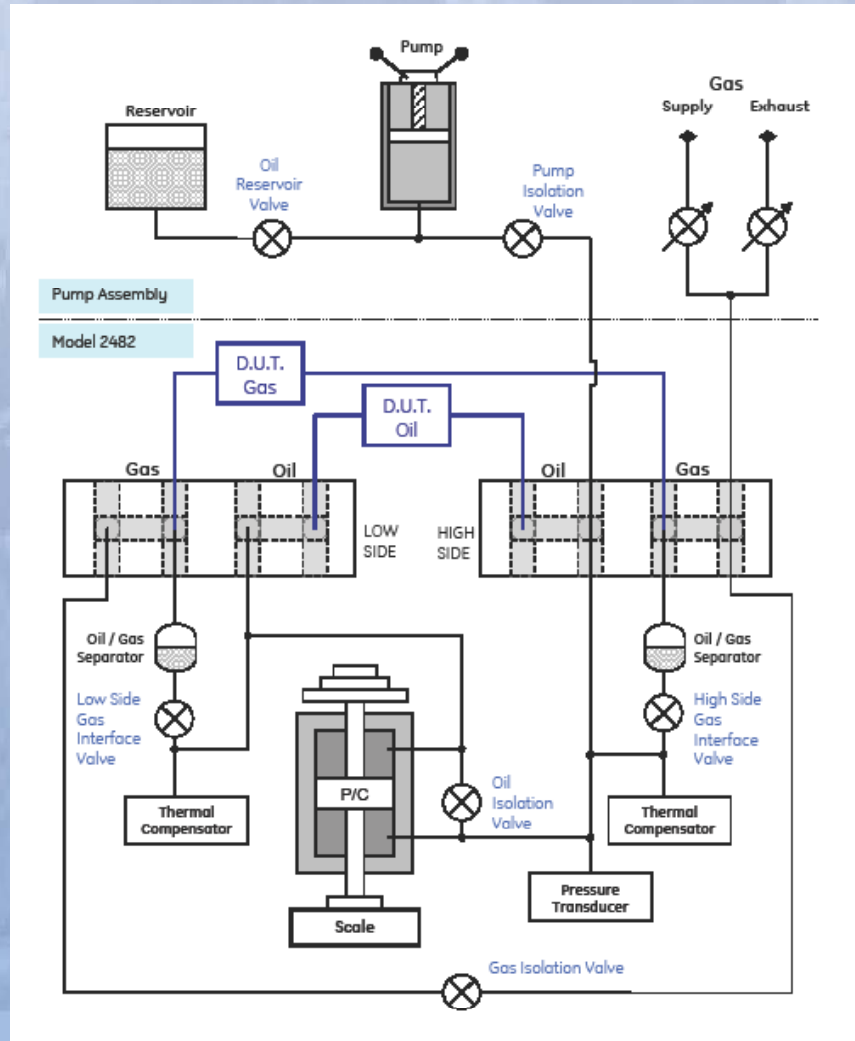 Pump
Gas
Supply
Exhaust
Reservoir
Oil
Reservoir
Valve
Pump
Isolation
Valve
Pump Assembly
Model 2482
D.U.T.
Gas
D.U.T.
Oil
Gas
Oil
LOW
SIDE
HIGH
SIDE
Oil
Gas
Oil / Gas
Separator
Low Side
Gas
Interface
Valve
Thermal
Compensator
P/C
Scale
Oil
Isolation
Valve
Oil / Gas
Separator
High Side
Gas
Interface
Valve
Thermal
Compensator
Pressure
Transducer
Gas Isolation Valve